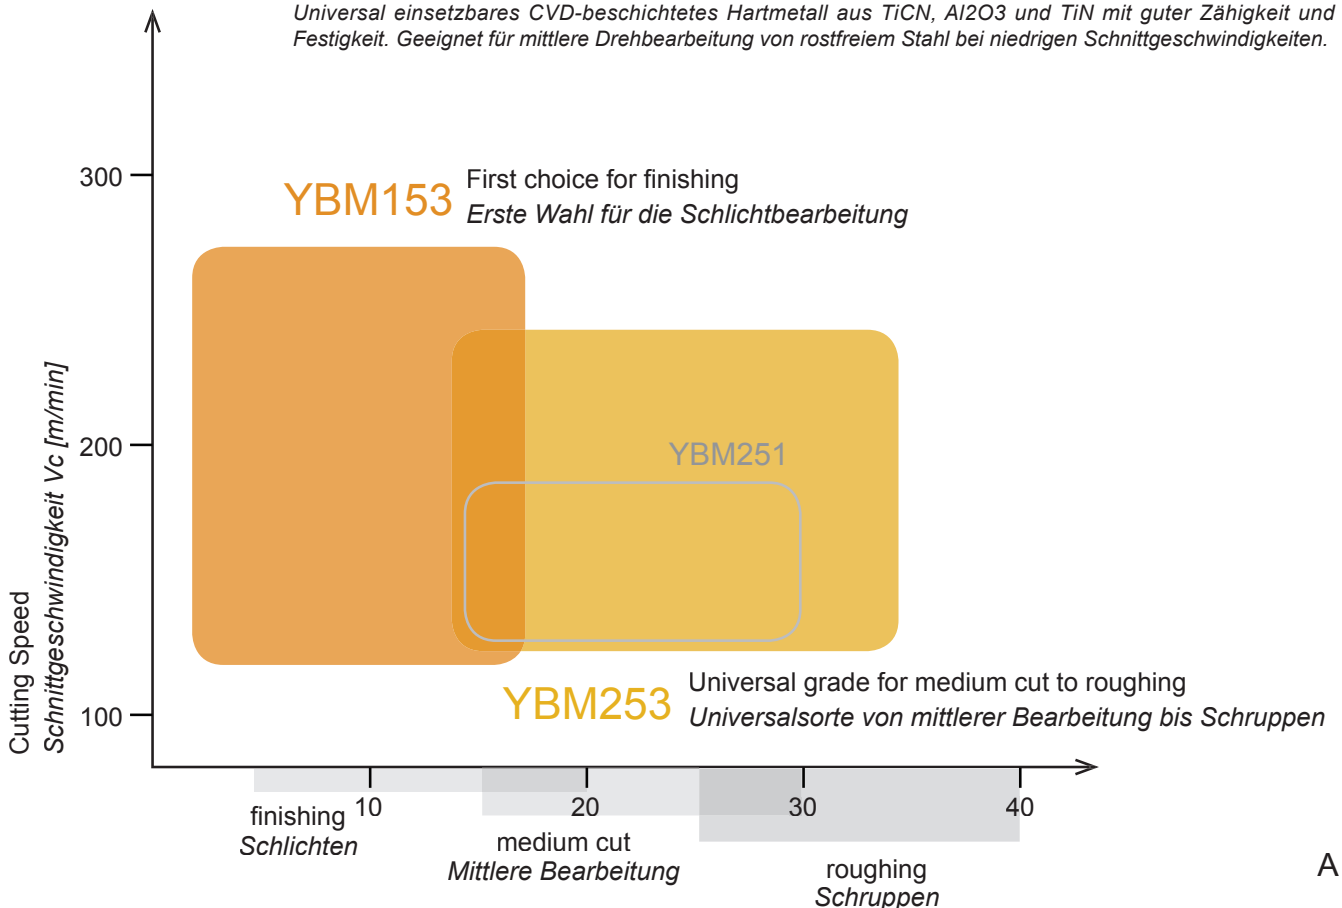 Universal einsetzbares CVD-beschichtetes Hartmetall aus TiCN, Al2O3 und TiN mit guter Zähigkeit und
Festigkeit. Geeignet für mittlere Drehbearbeitung von rostfreiem Stahl bei niedrigen Schnittgeschwindigkeiten.
300
YBM153
First choice for finishing
Erste Wahl für die Schlichtbearbeitung
Cutting Speed
Schnittgeschwindigkeit Vc [m/min]
200
YBM251
100
YBM253
Universal grade for medium cut to roughing
Universalsorte von mittlerer Bearbeitung bis Schruppen
10
20
30
40
finishing
Schlichten
medium cut
Mittlere Bearbeitung
roughing
Schruppen
A